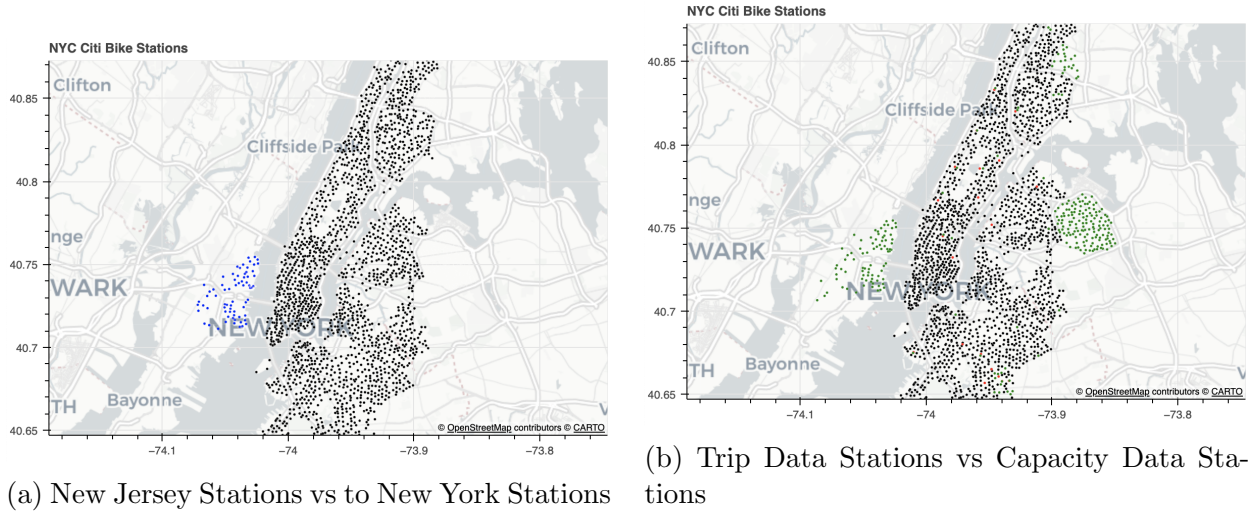 NYC Citi Bike Stations
Clifton
Cliffside Pa
nge
WARK
NEW YORK
Bayonne
TH
V
40.85
40.8
40.75
40.7
40.65
−74.1
−74
−73.9
−73.8
© OpenStreetMap contributors © CARTO
(a) New Jersey Stations vs to New York Stations
NYC Citi Bike Stations
Clifton
Cliffside Pa
nge
WARK
NEW YORK
Bayonne
TH
V
40.85
40.8
40.75
40.7
40.65
−74.1
−74
−73.9
−73.8
© OpenStreetMap contributors © CARTO
(b) Trip Data Stations vs Capacity Data Sta-
tions